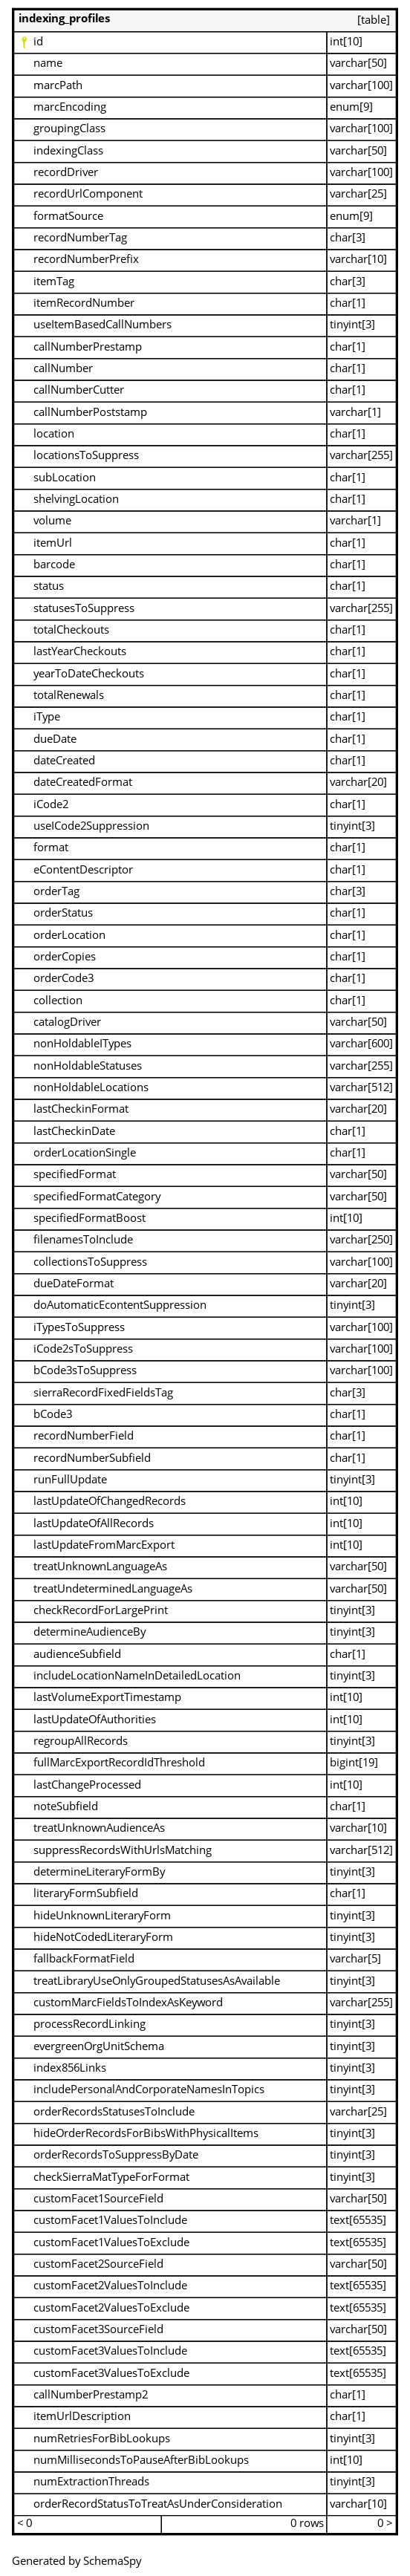 indexing_profiles [table]
id int[10]
name varchar[50]
marcPath varchar[100]
marcEncoding enum[9]
groupingClass varchar[100]
indexingClass varchar[50]
recordDriver varchar[100]
recordUrlComponent varchar[25]
formatSource enum[9]
recordNumberTag char[3]
recordNumberPrefix varchar[10]
itemTag char[3]
itemRecordNumber char[1]
useItemBasedCallNumbers tinyint[3]
callNumberPrestamp char[1]
callNumber char[1]
callNumberCutter char[1]
callNumberPoststamp varchar[1]
location char[1]
locationsToSuppress varchar[255]
subLocation char[1]
shelvingLocation char[1]
volume varchar[1]
itemUrl char[1]
barcode char[1]
status char[1]
statusesToSuppress varchar[255]
totalCheckouts char[1]
lastYearCheckouts char[1]
yearToDateCheckouts char[1]
totalRenewals char[1]
iType char[1]
dueDate char[1]
dateCreated char[1]
dateCreatedFormat varchar[20]
iCode2 char[1]
useICode2Suppression tinyint[3]
format char[1]
eContentDescriptor char[1]
orderTag char[3]
orderStatus char[1]
orderLocation char[1]
orderCopies char[1]
orderCode3 char[1]
collection char[1]
catalogDriver varchar[50]
nonHoldableITypes varchar[600]
nonHoldableStatuses varchar[255]
nonHoldableLocations varchar[512]
lastCheckinFormat varchar[20]
lastCheckinDate char[1]
orderLocationSingle char[1]
specifiedFormat varchar[50]
specifiedFormatCategory varchar[50]
specifiedFormatBoost int[10]
filenamesToInclude varchar[250]
collectionsToSuppress varchar[100]
dueDateFormat varchar[20]
doAutomaticEcontentSuppression tinyint[3]
iTypesToSuppress varchar[100]
iCode2sToSuppress varchar[100]
bCode3sToSuppress varchar[100]
sierraRecordFixedFieldsTag char[3]
bCode3 char[1]
recordNumberField char[1]
recordNumberSubfield char[1]
runFullUpdate tinyint[3]
lastUpdateOfChangedRecords int[10]
lastUpdateOfAllRecords int[10]
lastUpdateFromMarcExport int[10]
treatUnknownLanguageAs varchar[50]
treatUndeterminedLanguageAs varchar[50]
checkRecordForLargePrint tinyint[3]
determineAudienceBy tinyint[3]
audienceSubfield char[1]
includeLocationNameInDetailedLocation tinyint[3]
lastVolumeExportTimestamp int[10]
lastUpdateOfAuthorities int[10]
regroupAllRecords tinyint[3]
fullMarcExportRecordIdThreshold bigint[19]
lastChangeProcessed int[10]
noteSubfield char[1]
treatUnknownAudienceAs varchar[10]
suppressRecordsWithUrlsMatching varchar[512]
determineLiteraryFormBy tinyint[3]
literaryFormSubfield char[1]
hideUnknownLiteraryForm tinyint[3]
hideNotCodedLiteraryForm tinyint[3]
fallbackFormatField varchar[5]
treatLibraryUseOnlyGroupedStatusesAsAvailable tinyint[3]
customMarcFieldsToIndexAsKeyword varchar[255]
processRecordLinking tinyint[3]
evergreenOrgUnitSchema tinyint[3]
index856Links tinyint[3]
includePersonalAndCorporateNamesInTopics tinyint[3]
orderRecordsStatusesToInclude varchar[25]
hideOrderRecordsForBibsWithPhysicalItems tinyint[3]
orderRecordsToSuppressByDate tinyint[3]
checkSierraMatTypeForFormat tinyint[3]
customFacet1SourceField varchar[50]
customFacet1ValuesToInclude text[65535]
customFacet1ValuesToExclude text[65535]
customFacet2SourceField varchar[50]
customFacet2ValuesToInclude text[65535]
customFacet2ValuesToExclude text[65535]
customFacet3SourceField varchar[50]
customFacet3ValuesToInclude text[65535]
customFacet3ValuesToExclude text[65535]
callNumberPrestamp2 char[1]
itemUrlDescription char[1]
numRetriesForBibLookups tinyint[3]
numMillisecondsToPauseAfterBibLookups int[10]
numExtractionThreads tinyint[3]
orderRecordStatusToTreatAsUnderConsideration varchar[10]
< 0 0 rows 0 >
Generated by SchemaSpy